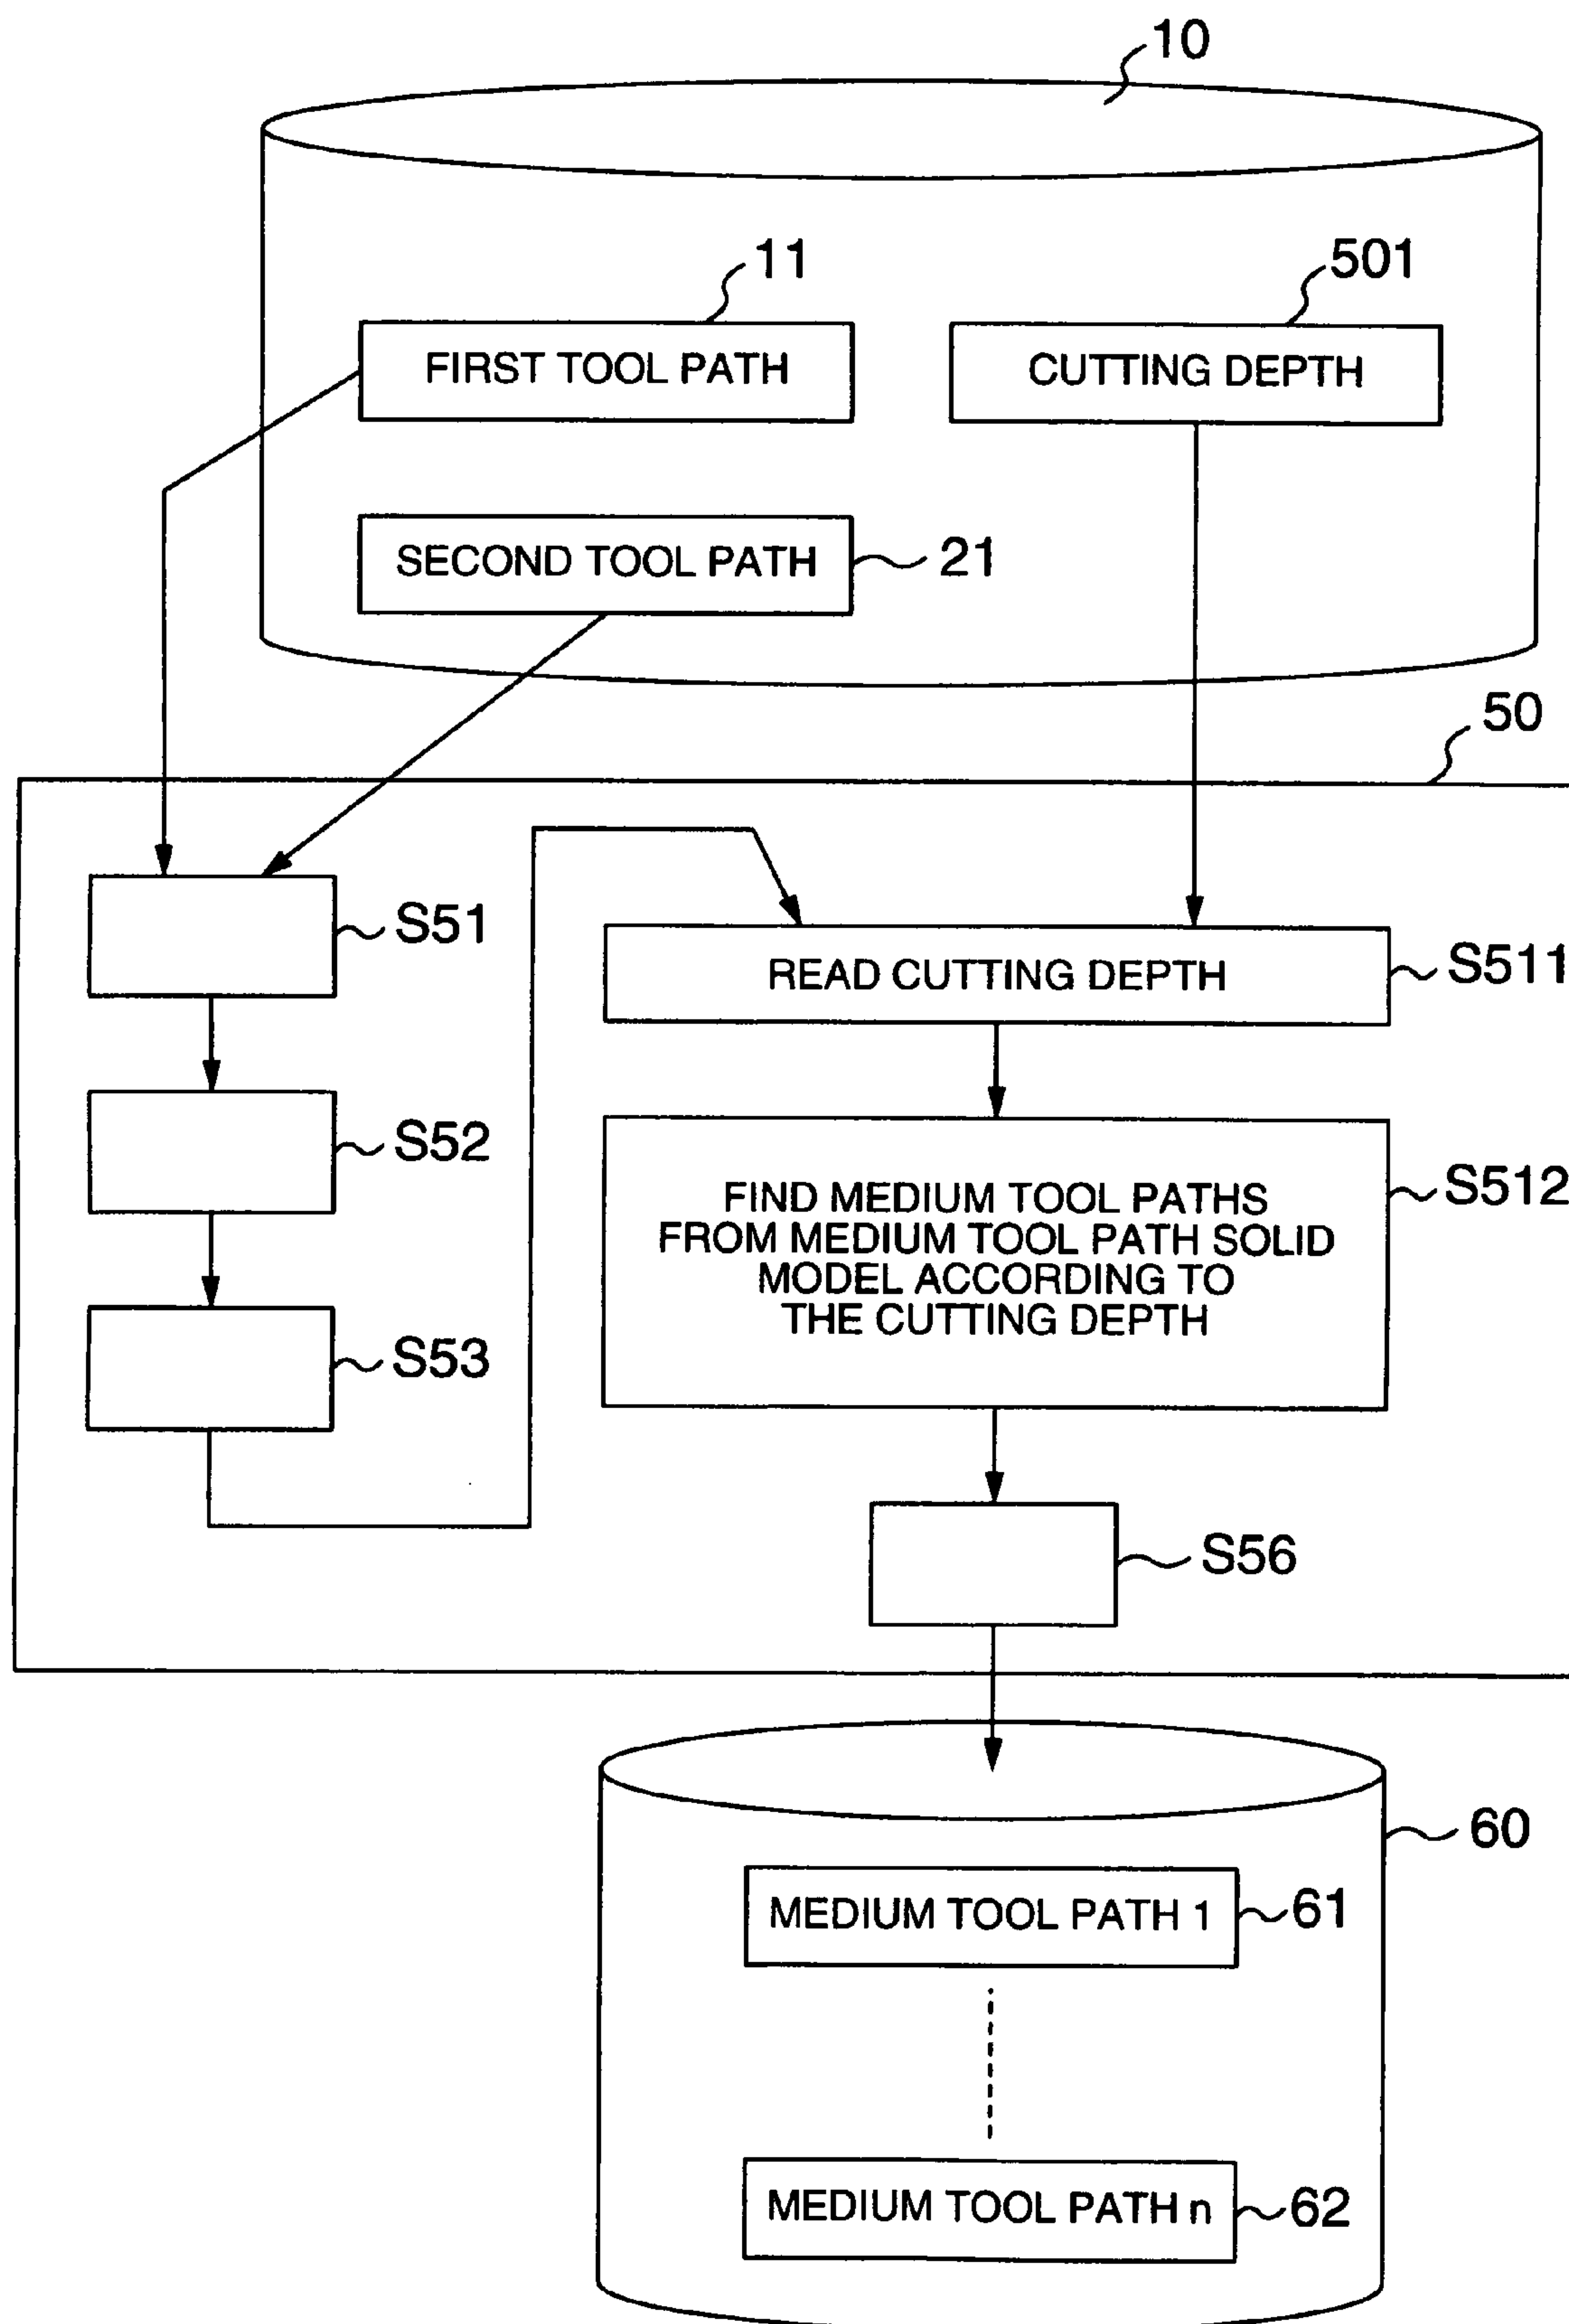 10
11
501
FIRST TOOL PATH
CUTTING DEPTH
SECOND TOOL PATH
21
50
S51
READ CUTTING DEPTH
S511
S52
FIND MEDIUM TOOL PATHS
FROM MEDIUM TOOL PATH SOLID
MODEL ACCORDING TO
THE CUTTING DEPTH
S512
S53
S56
60
MEDIUM TOOL PATH 1
61
MEDIUM TOOL PATH n
62